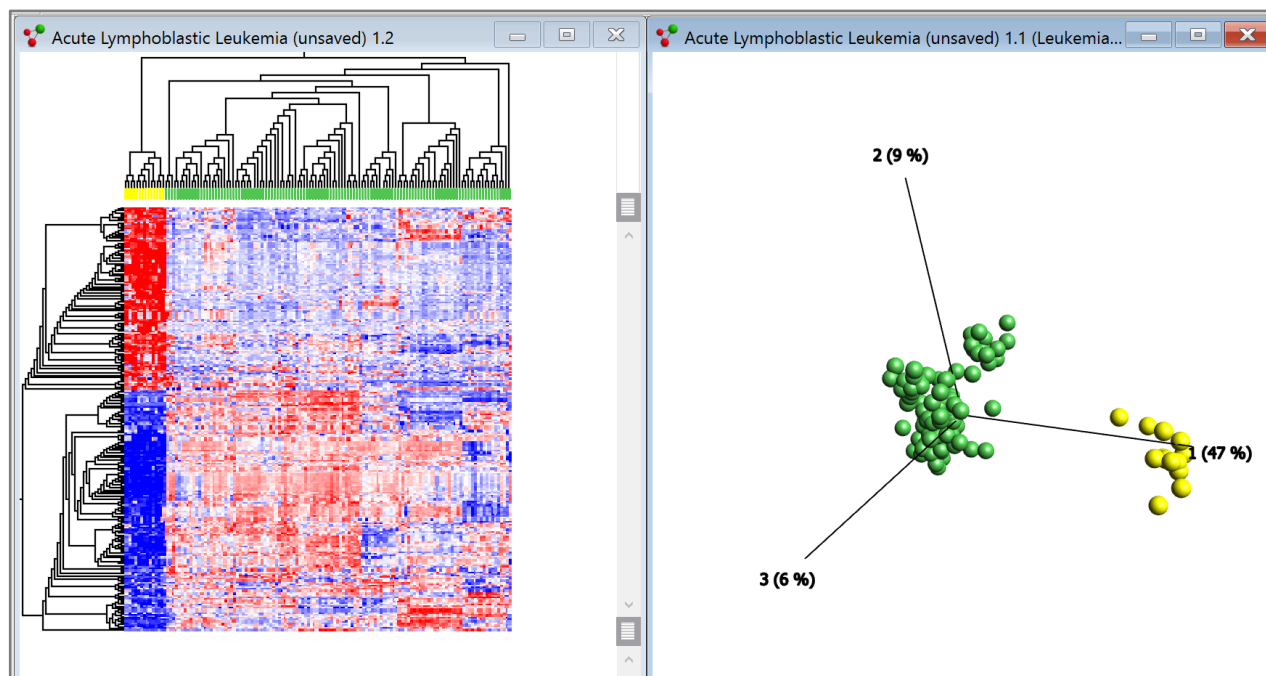 Acute Lymphoblastic Leukemia (unsaved) 1.2
Acute Lymphoblastic Leukemia (unsaved) 1.1 (Leukemia...
2 (9 %)
1 (47 %)
3 (6 %)